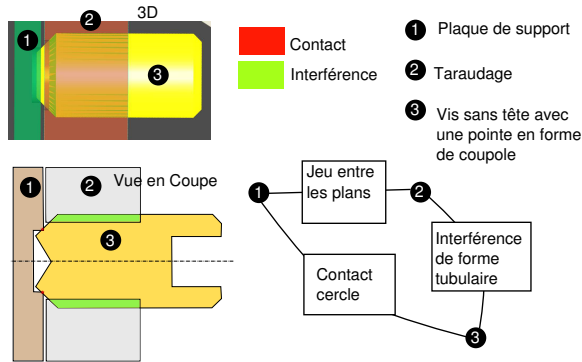 3D
1
2
3
Contact
Interférence
1 Plaque de support
2 Taraudage
3 Vis sans tête avec
une pointe en forme
de coupole
Vue en Coupe
1
2
3
1
Jeu entre
les plans
2
Interférence
de forme
tubulaire
Contact
cercle
3